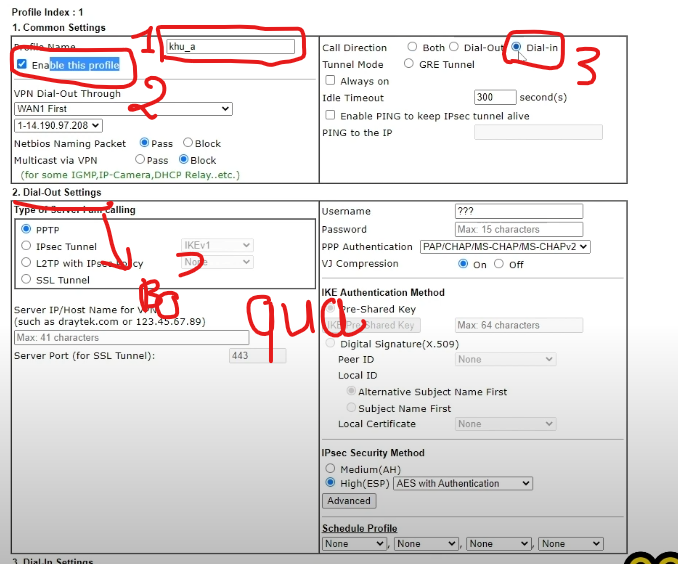 Profile Index : 1
1. Common Settings
Profile Name khu_a
1
Enable this profile
2
VPN Dial-Out Through
WAN1 First
1-14.190.97.208
Netbios Naming Packet Pass Block
Multicast via VPN Pass Block
(for some IGMP,IP-Camera,DHCP Relay..etc.)
Call Direction Both Dial-Out Dial-in
3
Tunnel Mode GRE Tunnel
Always on
Idle Timeout 300 second(s)
Enable PING to keep IPsec tunnel alive
PING to the IP
2. Dial-Out Settings
Type of Server I am calling
PPTP
IPsec Tunnel IKEv1
L2TP with IPsec Policy None
SSL Tunnel
Bỏ qua
Server IP/Host Name for VPN.
(such as draytek.com or 123.45.67.89)
Max: 41 characters
Server Port (for SSL Tunnel): 443
Username ???
Password Max: 15 characters
PPP Authentication PAP/CHAP/MS-CHAP/MS-CHAPv2
VJ Compression On Off
IKE Authentication Method
Pre-Shared Key
IKE Pre-Shared Key Max: 64 characters
Digital Signature(X.509)
Peer ID None
Local ID
Alternative Subject Name First
Subject Name First
Local Certificate None
IPsec Security Method
Medium(AH)
High(ESP) AES with Authentication
Advanced
Schedule Profile
None , None , None , None
3. Dial-In Settings